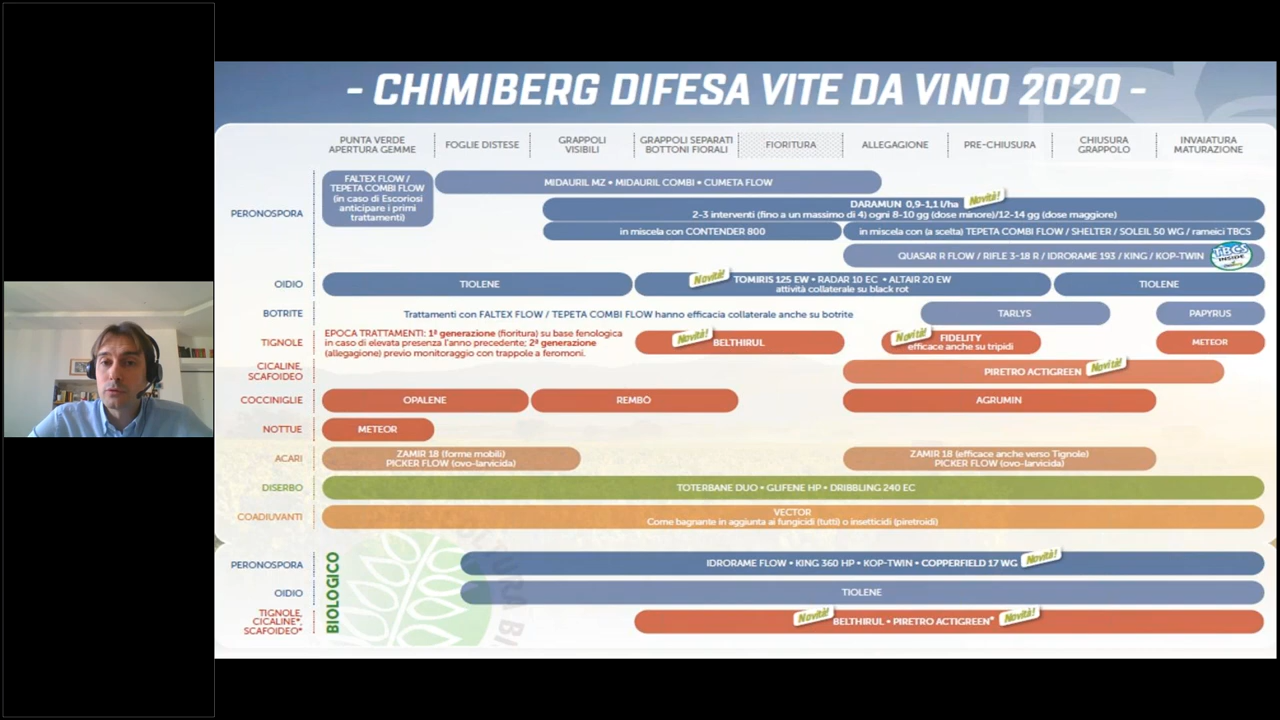 - CHIMIBERG DIFESA VITE DA VINO 2020 -
PUNTA VERDE
APERTURA GEMME
FOGLIE DISTESE
GRAPPOLI
VISIBILI
GRAPPOLI SEPARATI
BOTTONI FIORALI
FIORITURA
ALLEGAGIONE
PRE-CHIUSURA
CHIUSURA
GRAPPOLO
INVAIATURA
MATURAZIONE
PERONOSPORA
FALTEX FLOW /
TEPETA COMBI FLOW
(in caso di Escoriosi
anticipare i primi
trattamenti)
MIDAURIL MZ • MIDAURIL COMBI • CUMETA FLOW
DARAMUN 0,9-1,1 l/ha
Novità!
2-3 interventi (fino a un massimo di 4) ogni 8-10 gg (dose minore)/12-14 gg (dose maggiore)
in miscela con CONTENDER 800
in miscela con (a scelta) TEPETA COMBI FLOW / SHELTER / SOLEIL 50 WG / rameici TBCS
QUASAR R FLOW / RIFLE 3-18 R / IDRORAME 193 / KING / KOP-TWIN
TBCS
INSIDE
OIDIO
TIOLENE
Novità!
TOMIRIS 125 EW • RADAR 10 EC • ALTAIR 20 EW
attività collaterale su black rot
TIOLENE
BOTRITE
Trattamenti con FALTEX FLOW / TEPETA COMBI FLOW hanno efficacia collaterale anche su botrite
TARLYS
PAPYRUS
TIGNOLE
EPOCA TRATTAMENTI: 1ª generazione (fioritura) su base fenologica
in caso di elevata presenza l'anno precedente; 2ª generazione
(allegagione) previo monitoraggio con trappole a feromoni.
Novità!
BELTHIRUL
Novità!
FIDELITY
efficace anche su tripidi
METEOR
CICALINE,
SCAFOIDEO
PIRETRO ACTIGREEN
Novità!
COCCINIGLIE
OPALENE
REMBÒ
AGRUMIN
NOTTUE
METEOR
ACARI
ZAMIR 18 (forme mobili)
PICKER FLOW (ovo-larvicida)
ZAMIR 18 (efficace anche verso Tignole)
PICKER FLOW (ovo-larvicida)
DISERBO
TOTERBANE DUO • GLIFENE HP • DRIBBLING 240 EC
COADIUVANTI
VECTOR
Come bagnante in aggiunta ai fungicidi (tutti) o insetticidi (piretroidi)
BIOLOGICO
PERONOSPORA
IDRORAME FLOW • KING 360 HP • KOP-TWIN • COPPERFIELD 17 WG
Novità!
OIDIO
TIOLENE
TIGNOLE,
CICALINE*,
SCAFOIDEO*
Novità!
BELTHIRUL • PIRETRO ACTIGREEN*
Novità!